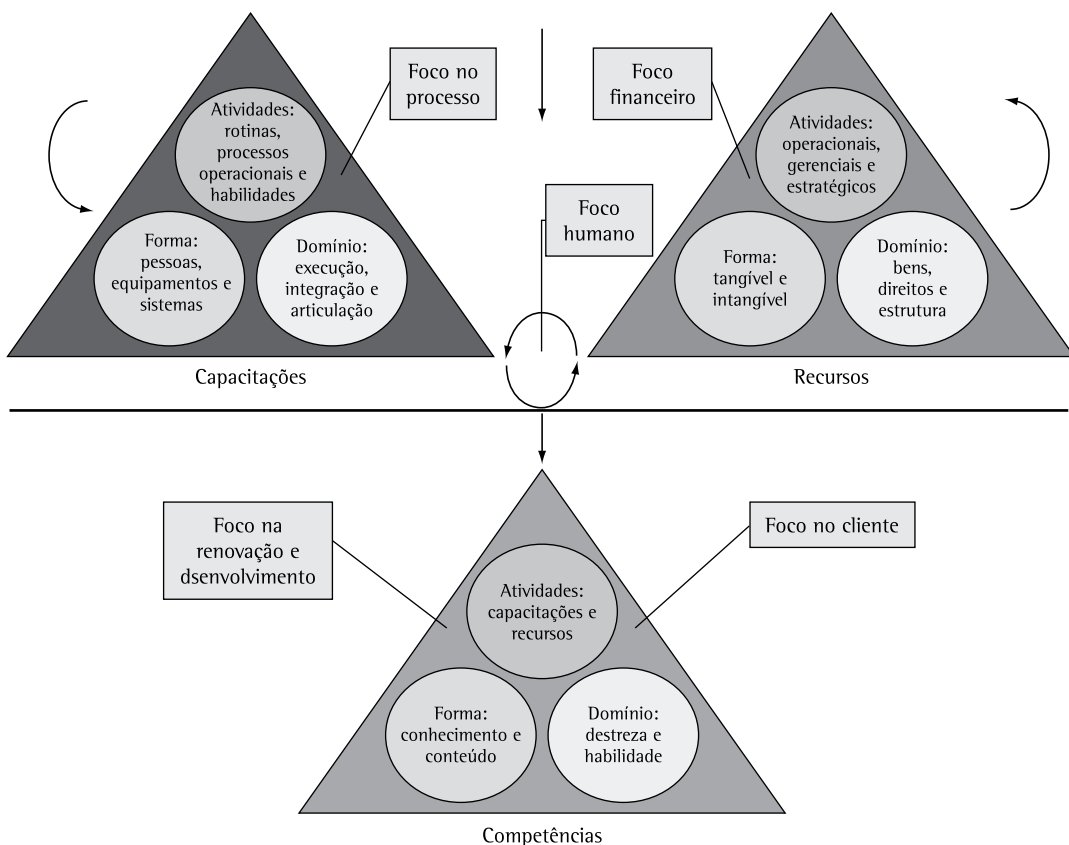 Foco no
processo
Atividades:
rotinas,
processos
operacionais e
habilidades
Forma:
pessoas,
equipamentos e
sistemas
Domínio:
execução,
integração e
articulação
Capacitações
Foco
humano
Foco
financeiro
Atividades:
operacionais,
gerenciais e
estratégicos
Forma:
tangível e
intangível
Domínio:
bens,
direitos e
estrutura
Recursos
Foco na
renovação e
dsenvolvimento
Foco no cliente
Atividades:
capacitações e
recursos
Forma:
conhecimento e
conteúdo
Domínio:
destreza e
habilidade
Competências